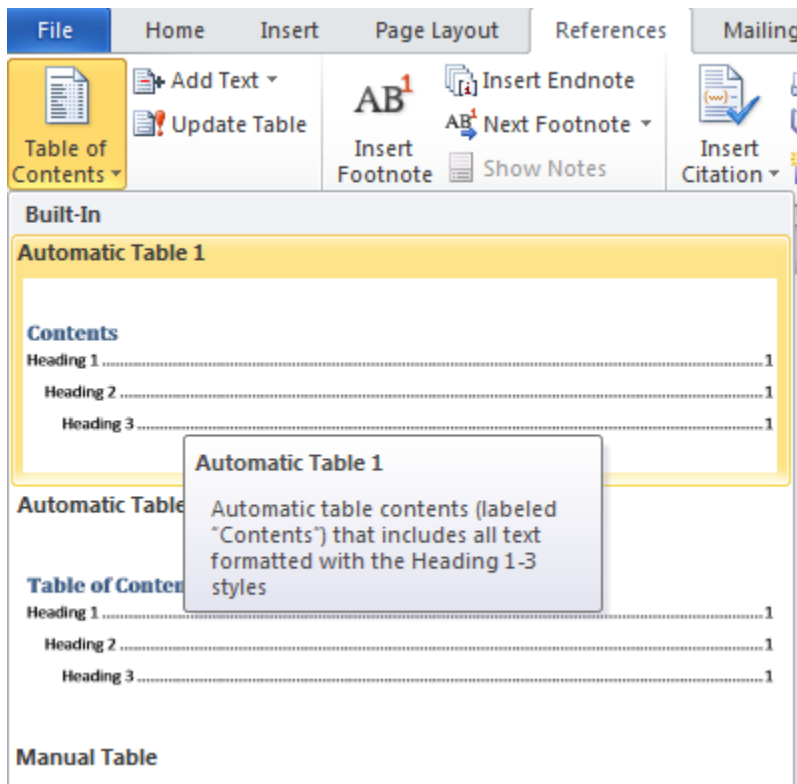 File Home Insert Page Layout References Mailing
Add Text
Update Table
Table of
Contents
AB1
Insert
Footnote
Insert Endnote
AB1 Next Footnote
Show Notes
Insert
Citation
Built-In
Automatic Table 1
Contents
Heading 1 1
Heading 2 1
Heading 3 1
Automatic Table 1
Automatic table contents (labeled
"Contents") that includes all text
formatted with the Heading 1-3
styles
Automatic Table
Table of Conten
Heading 1 1
Heading 2 1
Heading 3 1
Manual Table